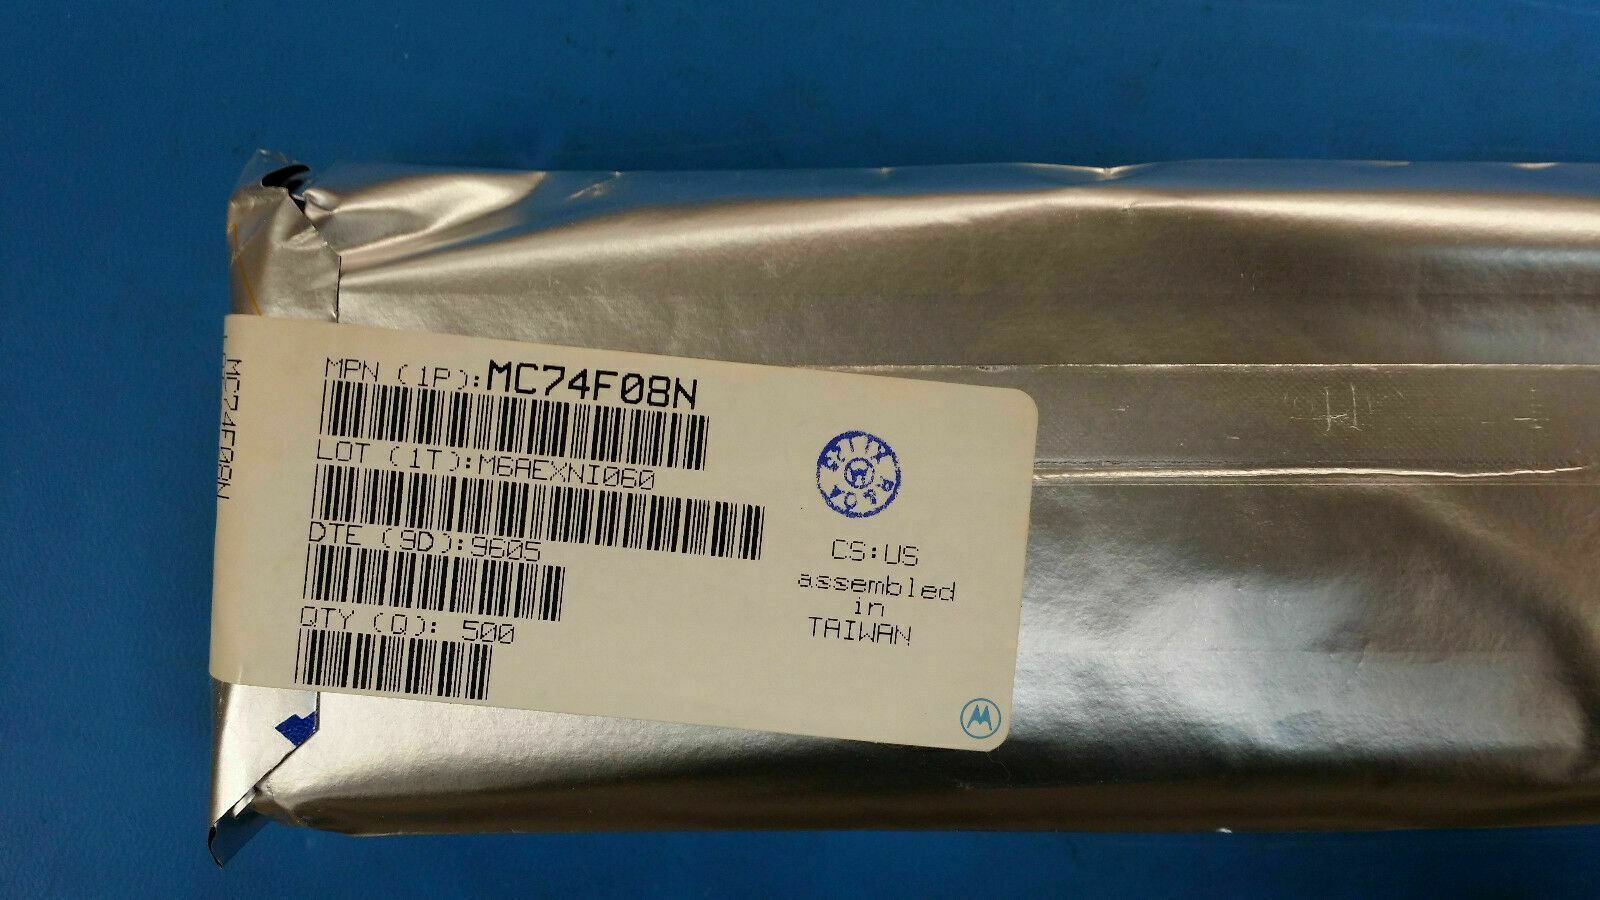 MPN (1P):MC74F08N
LOT (1T):M6AEXNI060
DTE (9D):9605
QTY (Q): 500
CS:US
assembled
in
TAIWAN
MC74F08N